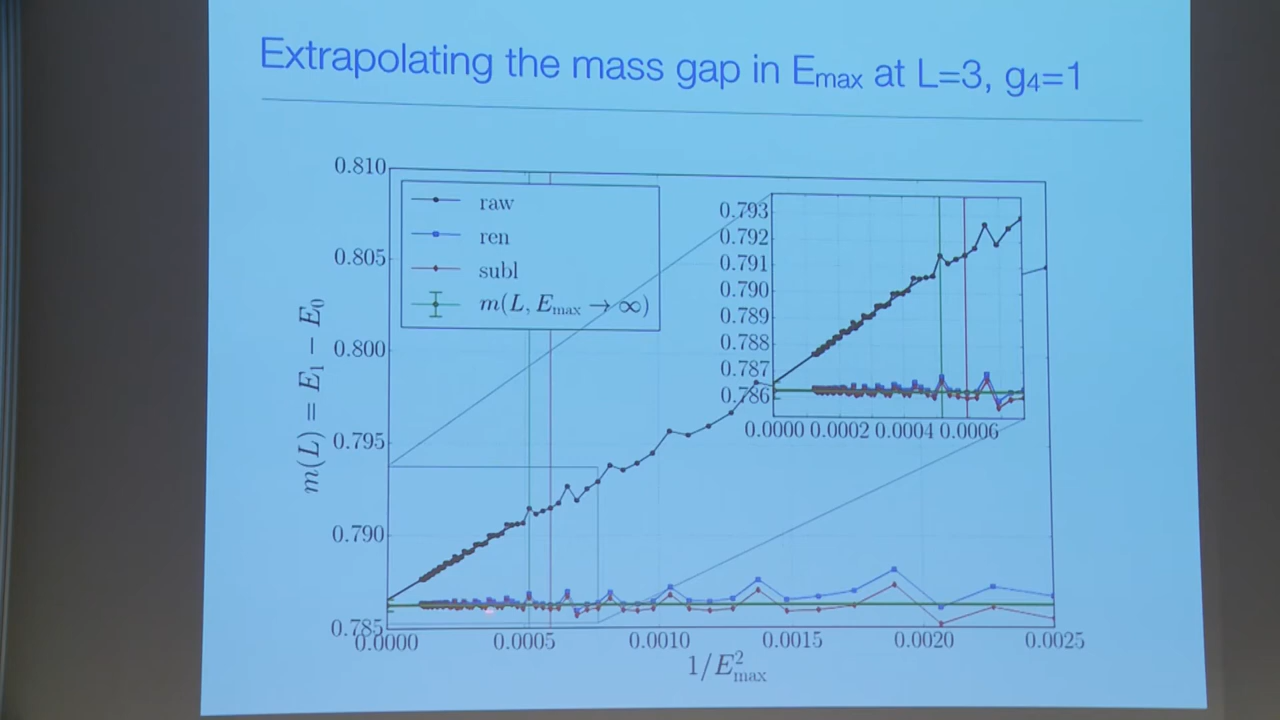 Extrapolating the mass gap in Emax at L=3, g4=1
0.810
0.805
0.800
0.795
0.790
0.785
m(L) = E₁ − E₀
raw
ren
subl
m(L, Emax → ∞)
0.793
0.792
0.791
0.790
0.789
0.788
0.787
0.786
0.0000 0.0002 0.0004 0.0006
0.0000 0.0005 0.0010 0.0015 0.0020 0.0025
1/E²max